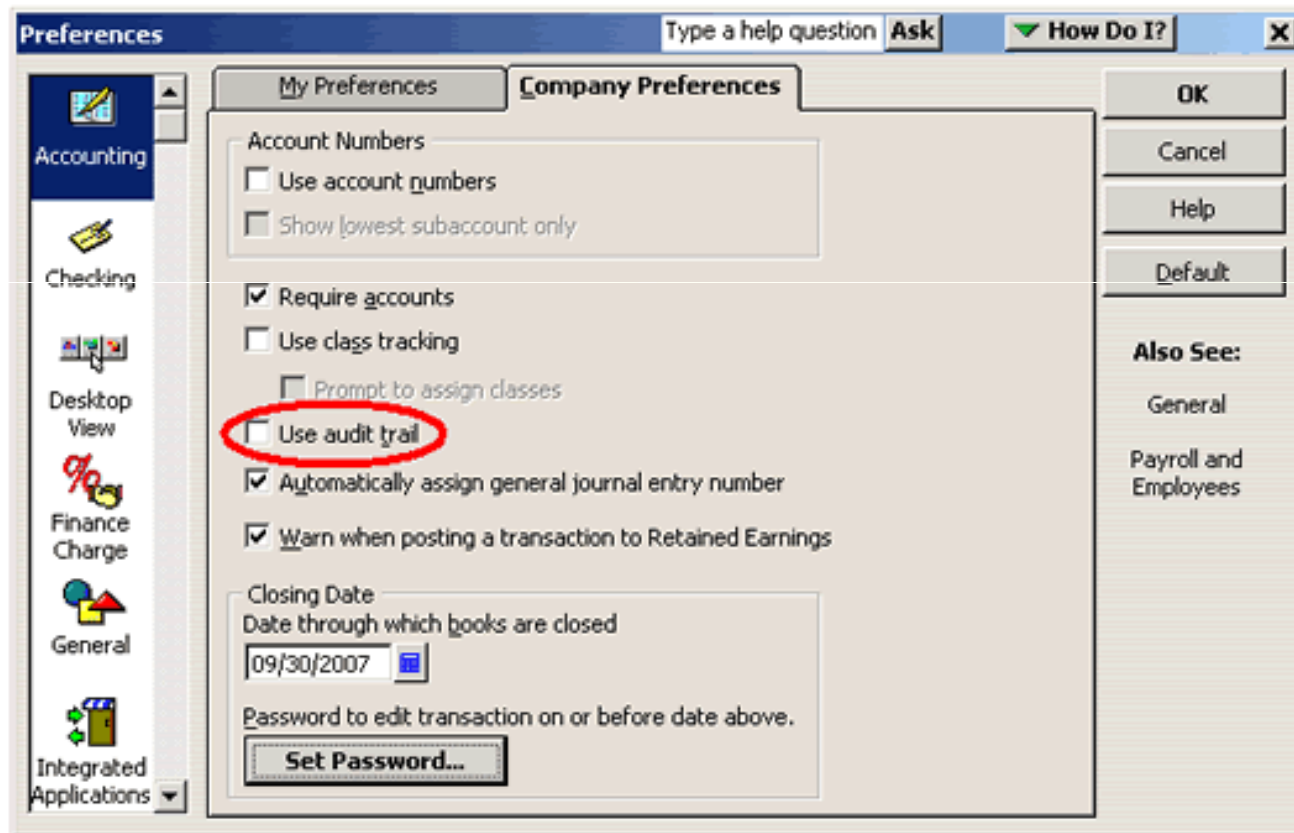 Preferences
Type a help question Ask
How Do I?
Accounting
Checking
Desktop
View
Finance
Charge
General
Integrated
Applications
My Preferences
Company Preferences
Account Numbers
Use account numbers
Show lowest subaccount only
Require accounts
Use class tracking
Prompt to assign classes
Use audit trail
Automatically assign general journal entry number
Warn when posting a transaction to Retained Earnings
Closing Date
Date through which books are closed
09/30/2007
Password to edit transaction on or before date above.
Set Password...
OK
Cancel
Help
Default
Also See:
General
Payroll and
Employees